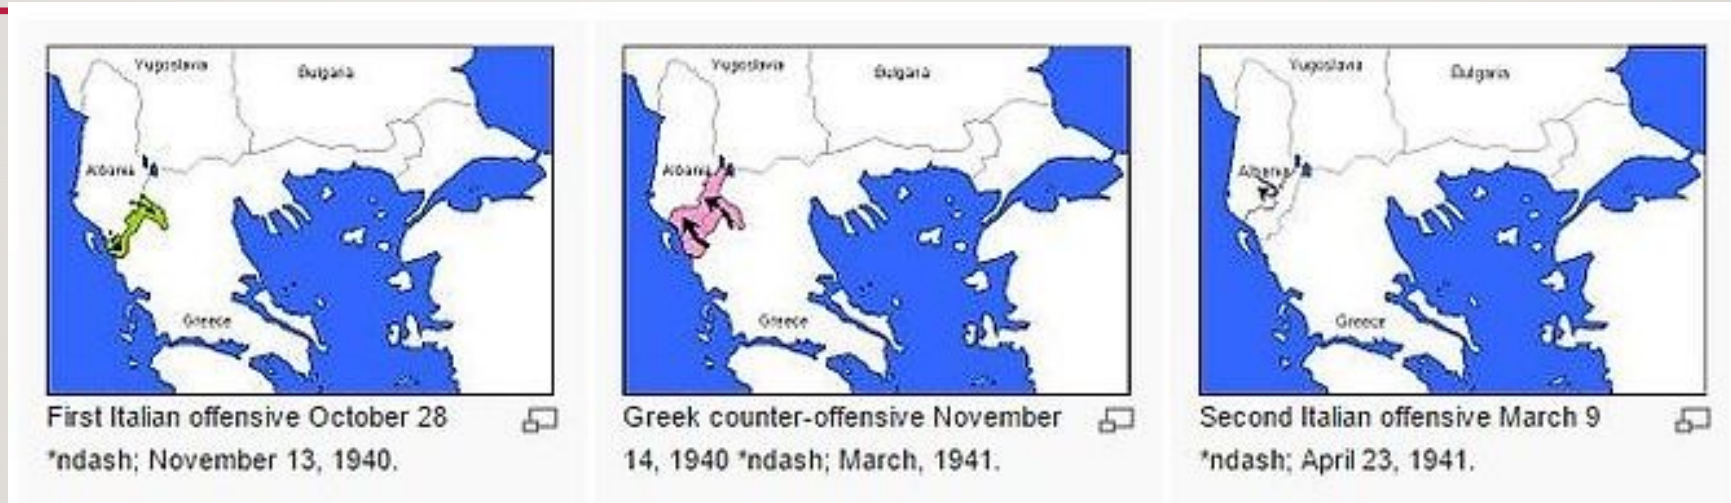 Yugoslavia
Bulgaria
Albania
Greece
First Italian offensive October 28
*ndash; November 13, 1940.
Yugoslavia
Bulgaria
Albania
Greece
Greek counter-offensive November
14, 1940 *ndash; March, 1941.
Yugoslavia
Bulgaria
Albania
Greece
Second Italian offensive March 9
*ndash; April 23, 1941.